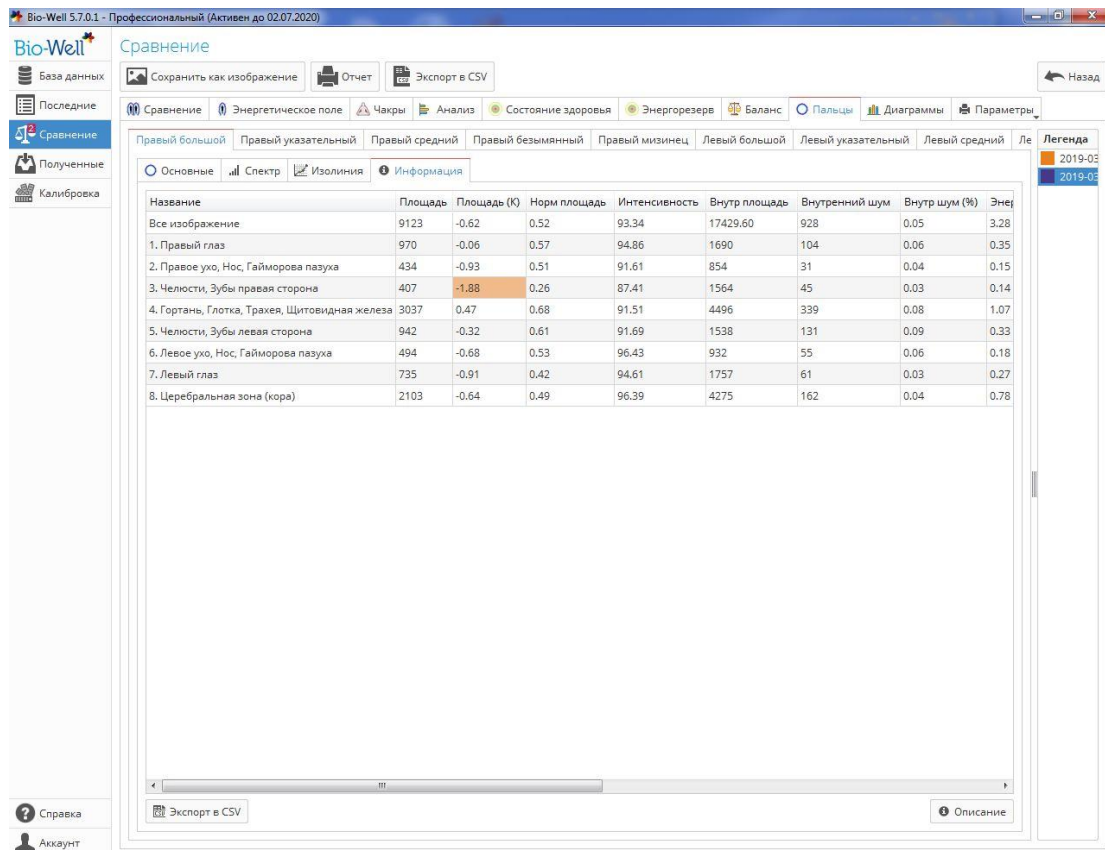 Bio-Well 5.7.0.1 - Профессиональный (Активен до 02.07.2020)
Bio-Well
Сравнение
База данных
Сохранить как изображение Отчет Экспорт в CSV Назад
Последние
Сравнение Энергетическое поле Чакры Анализ Состояние здоровья Энергорезерв Баланс Пальцы Диаграммы Параметры
2 Сравнение
Правый большой Правый указательный Правый средний Правый безымянный Правый мизинец Левый большой Левый указательный Левый средний Ле
Легенда
2019-03
2019-03
Полученные
Основные Спектр Изолиния Информация
Калибровка
Название Площадь Площадь (К) Норм площадь Интенсивность Внутр площадь Внутренний шум Внутр шум (%) Энер
Все изображение 9123 -0.62 0.52 93.34 17429.60 928 0.05 3.28
1. Правый глаз 970 -0.06 0.57 94.86 1690 104 0.06 0.35
2. Правое ухо, Нос, Гайморова пазуха 434 -0.93 0.51 91.61 854 31 0.04 0.15
3. Челюсти, Зубы правая сторона 407 -1.88 0.26 87.41 1564 45 0.03 0.14
4. Гортань, Глотка, Трахея, Щитовидная железа 3037 0.47 0.68 91.51 4496 339 0.08 1.07
5. Челюсти, Зубы левая сторона 942 -0.32 0.61 91.69 1538 131 0.09 0.33
6. Левое ухо, Нос, Гайморова пазуха 494 -0.68 0.53 96.43 932 55 0.06 0.18
7. Левый глаз 735 -0.91 0.42 94.61 1757 61 0.03 0.27
8. Церебральная зона (кора) 2103 -0.64 0.49 96.39 4275 162 0.04 0.78
Экспорт в CSV Описание
Справка
Аккаунт